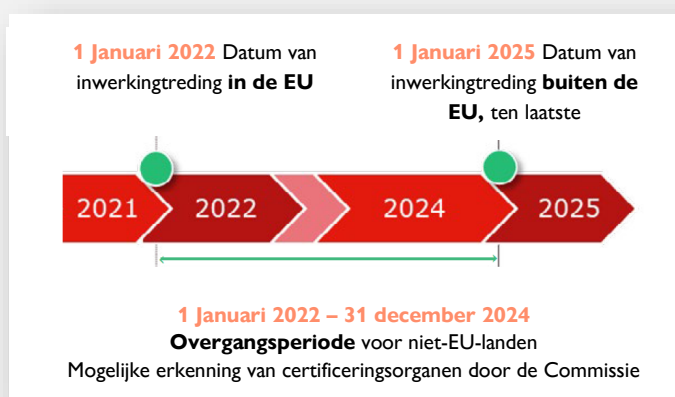 1 Januari 2022 Datum van
inwerkingtreding in de EU
1 Januari 2025 Datum van
inwerkingtreding buiten de
EU, ten laatste
2021
2022
2024
2025
1 Januari 2022 – 31 december 2024
Overgangsperiode voor niet-EU-landen
Mogelijke erkenning van certificeringsorganen door de Commissie